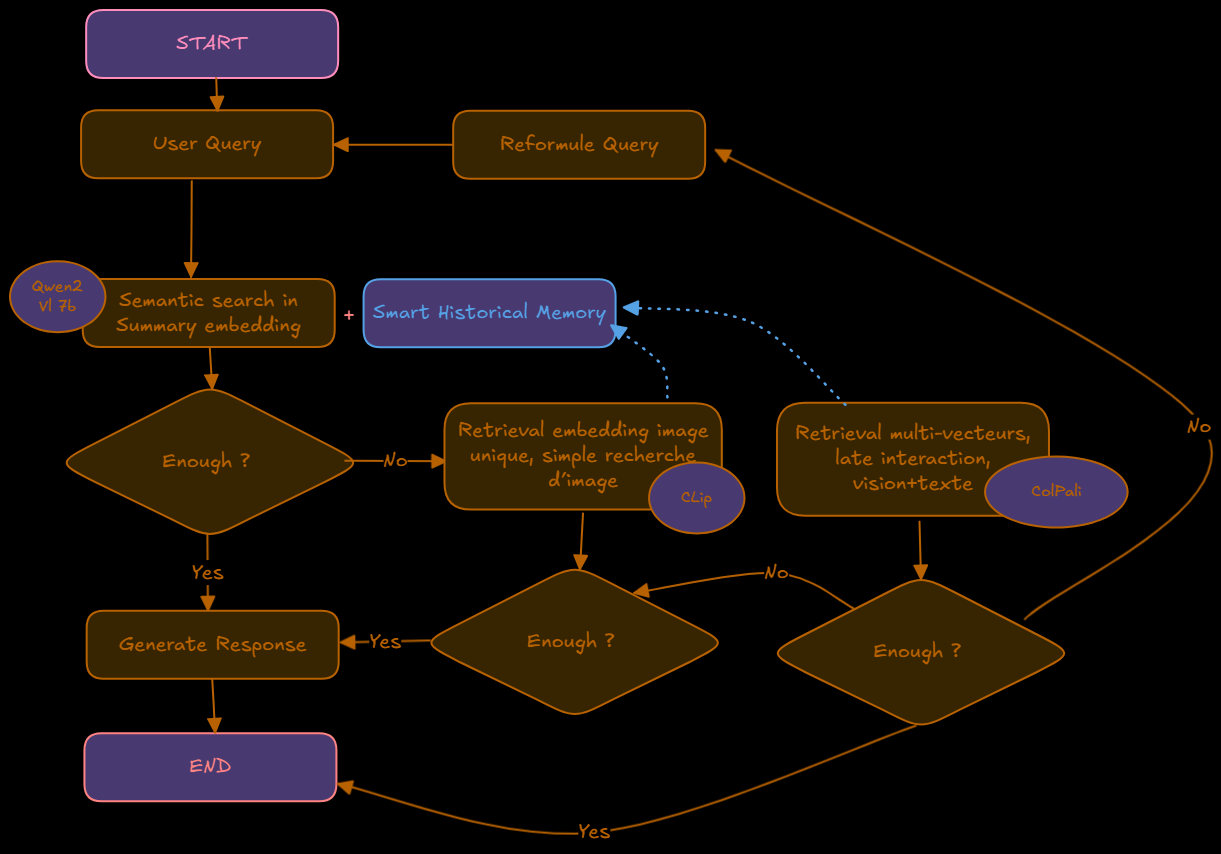 START
User Query
Reformule Query
Qwen2
Vl 7b
Semantic search in
Summary embedding
+
Smart Historical Memory
Enough ?
No
Retrieval embedding image
unique, simple recherche
d'image
CLip
Retrieval multi-vecteurs,
late interaction,
vision+texte
ColPali
No
Yes
No
Generate Response
Yes
Enough ?
Enough ?
END
Yes